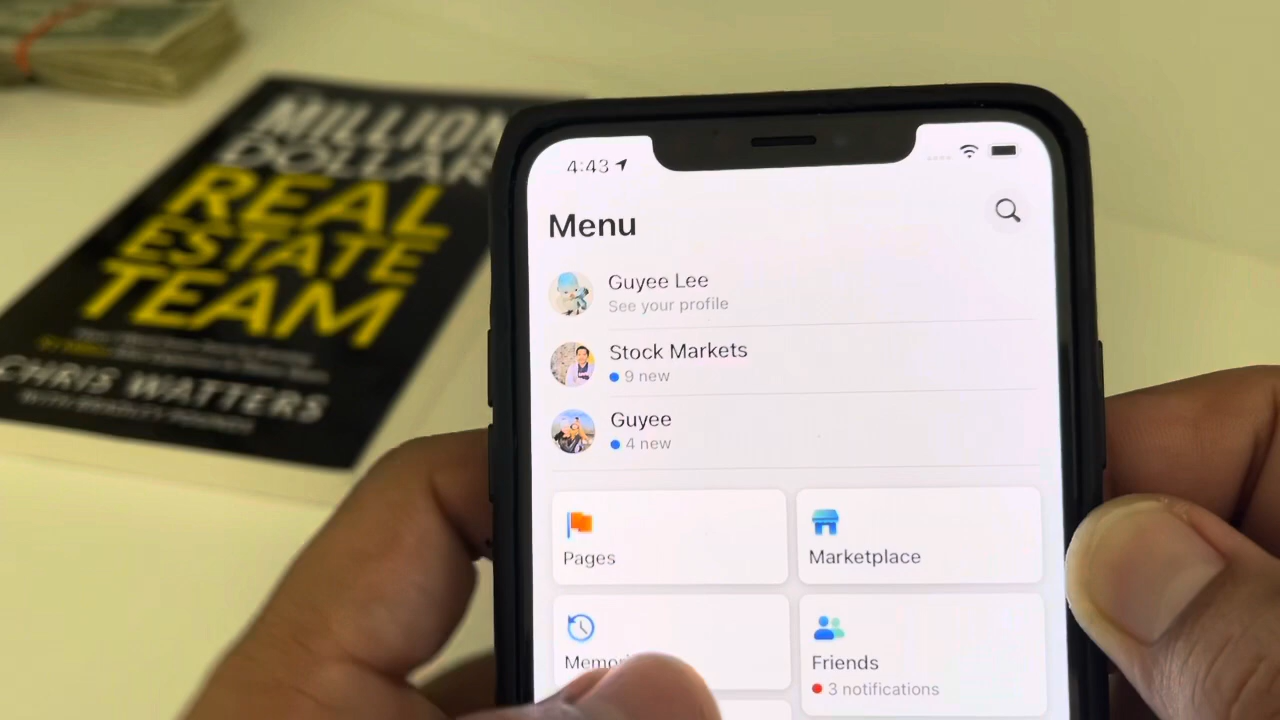 MILLION
DOLLAR
REAL
ESTATE
TEAM
CHRIS WATTERS
4:43
Menu
Guyee Lee
See your profile
Stock Markets
9 new
Guyee
4 new
Pages
Marketplace
Friends
3 notifications